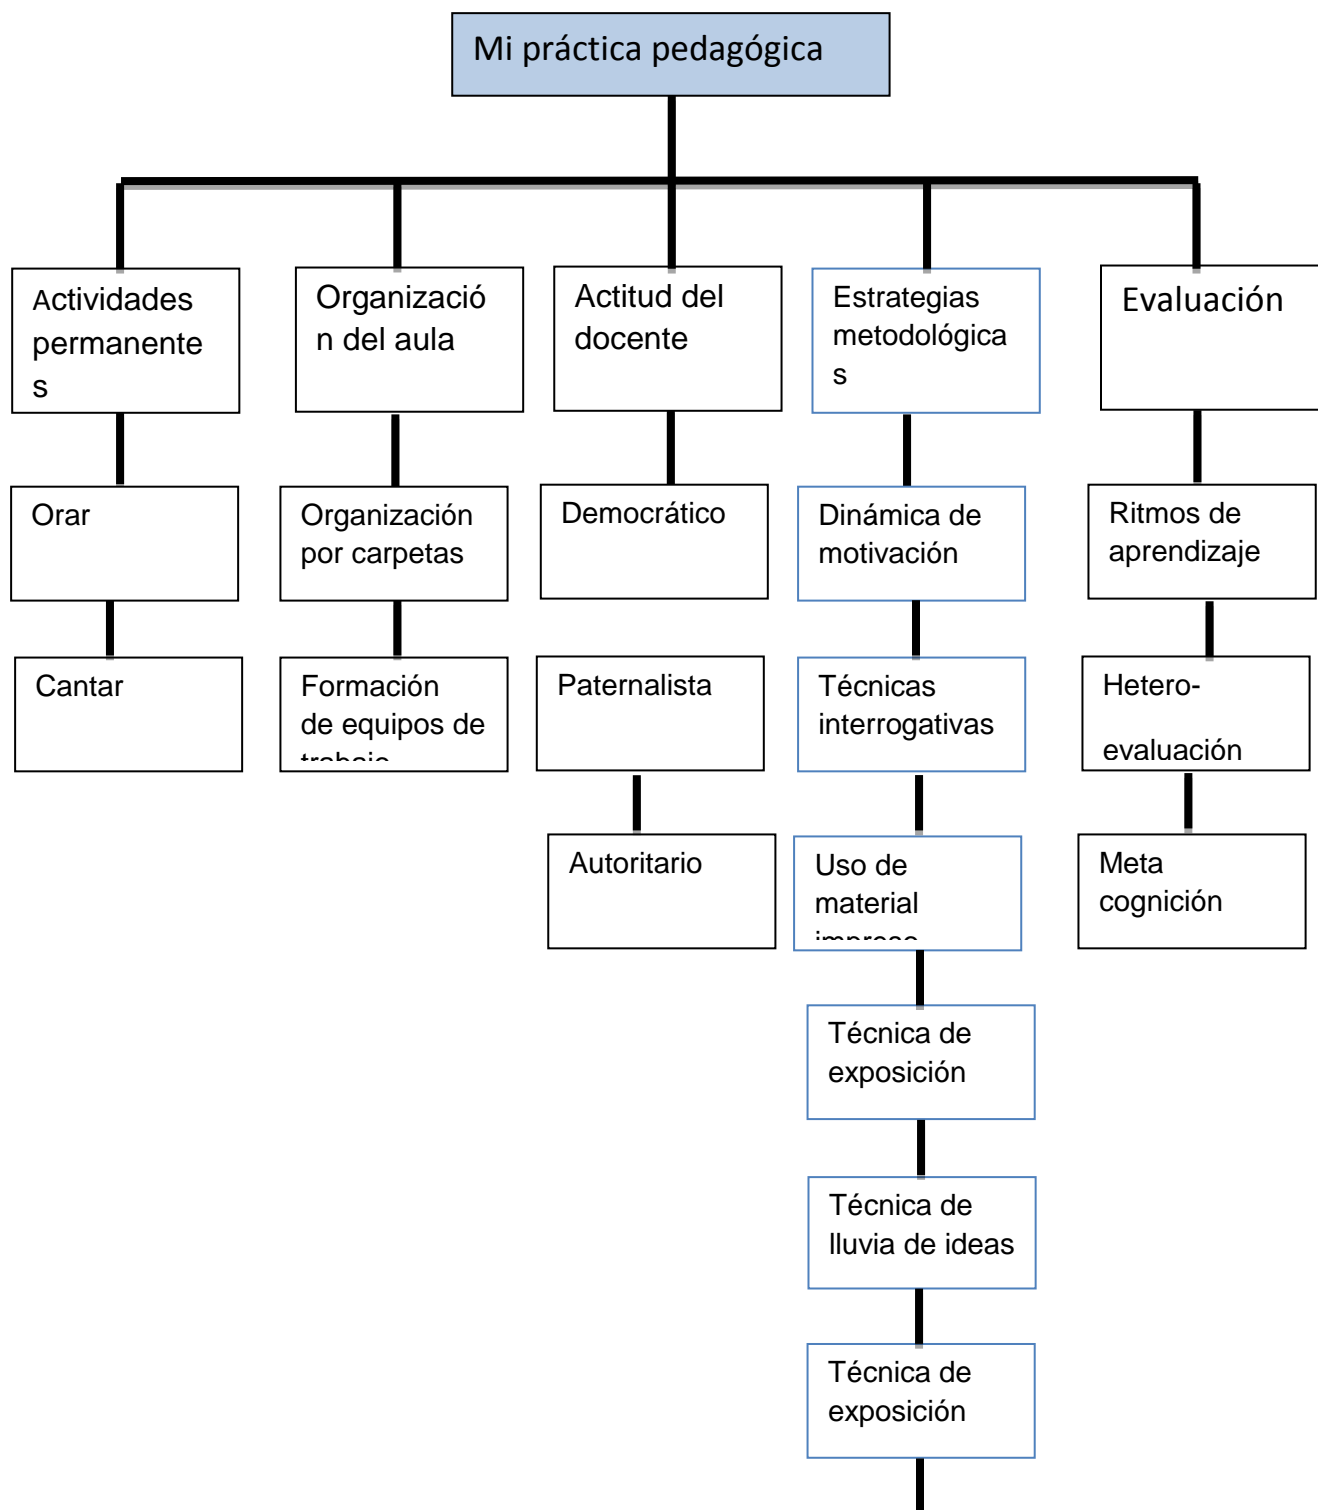 Mi práctica pedagógica
Actividades
permanente
s
Organizació
n del aula
Actitud del
docente
Estrategias
metodológica
s
Evaluación
Orar
Organización
por carpetas
Democrático
Dinámica de
motivación
Ritmos de
aprendizaje
Cantar
Formación
de equipos de
trabajo
Paternalista
Técnicas
interrogativas
Hetero-
evaluación
Autoritario
Uso de
material
impreso
Meta
cognición
Técnica de
exposición
Técnica de
lluvia de ideas
Técnica de
exposición